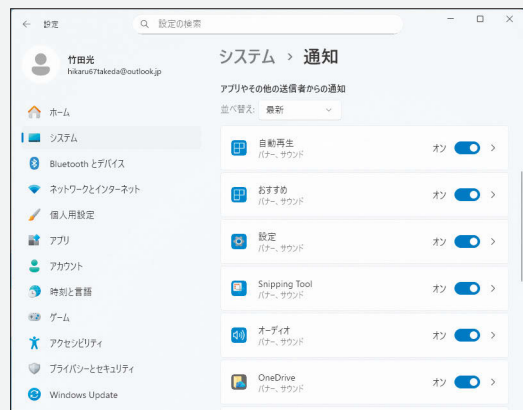 設定
設定の検索
竹田光
hikaru67takeda@outlook.jp
ホーム
システム
Bluetooth とデバイス
ネットワークとインターネット
個人用設定
アプリ
アカウント
時刻と言語
ゲーム
アクセシビリティ
プライバシーとセキュリティ
Windows Update
システム › 通知
アプリやその他の送信者からの通知
並べ替え: 最新
自動再生 オン
バナー、サウンド
おすすめ オン
バナー、サウンド
設定 オン
バナー、サウンド
Snipping Tool オン
バナー、サウンド
オーディオ オン
バナー、サウンド
OneDrive オン
バナー、サウンド